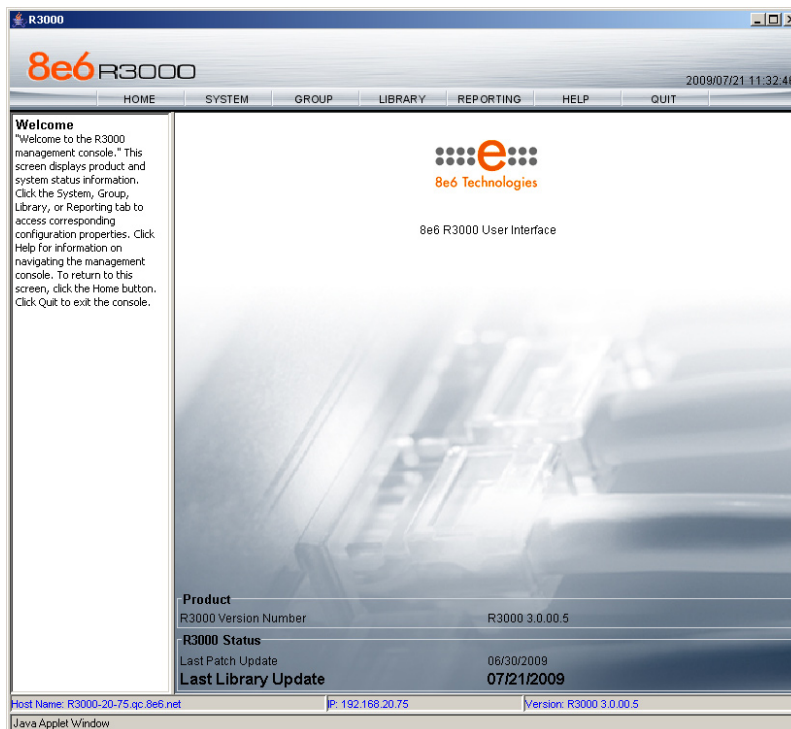 R3000
8e6 R3000
2009/07/21 11:32:46
HOME SYSTEM GROUP LIBRARY REPORTING HELP QUIT
Welcome
"Welcome to the R3000
management console." This
screen displays product and
system status information.
Click the System, Group,
Library, or Reporting tab to
access corresponding
configuration properties. Click
Help for information on
navigating the management
console. To return to this
screen, click the Home button.
Click Quit to exit the console.
e
8e6 Technologies
8e6 R3000 User Interface
Product
R3000 Version Number R3000 3.0.00.5
R3000 Status
Last Patch Update 06/30/2009
Last Library Update 07/21/2009
Host Name: R3000-20-75.qc.8e6.net IP: 192.168.20.75 Version: R3000 3.0.00.5
Java Applet Window